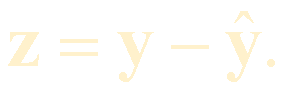 z = y − ŷ.